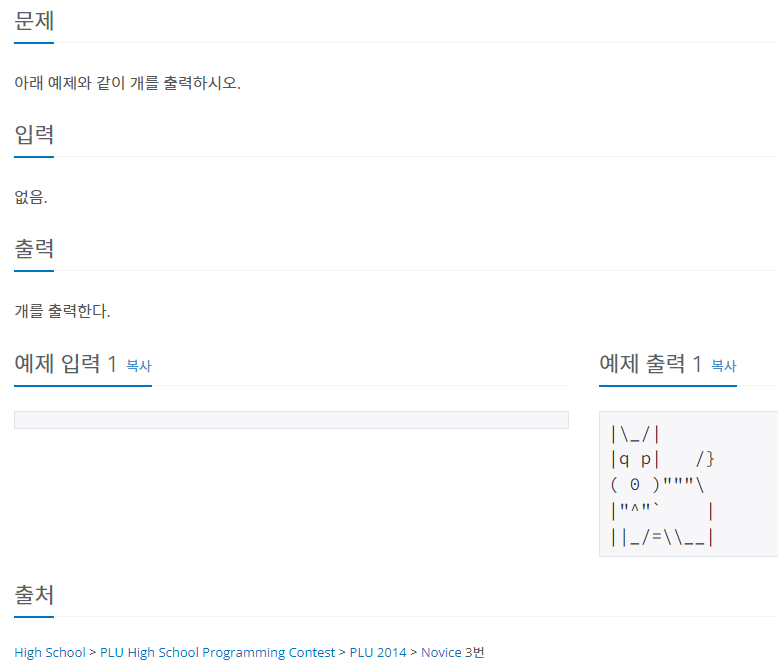 문제
아래 예제와 같이 개를 출력하시오.
입력
없음.
출력
개를 출력한다.
예제 입력 1 복사
예제 출력 1 복사
|\_/|
|q p|   /}
( 0 )"""\
|"^"`    |
||_/=\\__|
출처
High School > PLU High School Programming Contest > PLU 2014 > Novice 3번